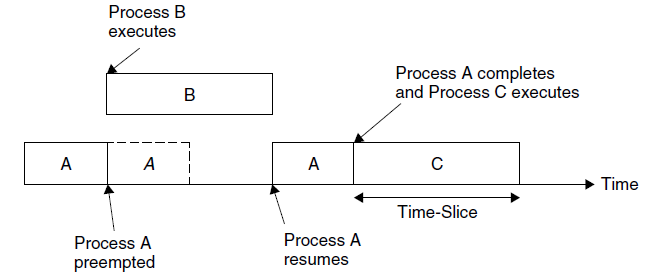 Process B
executes
Process A completes
and Process C executes
B
A
A
A
C
Time
Time-Slice
Process A
preempted
Process A
resumes